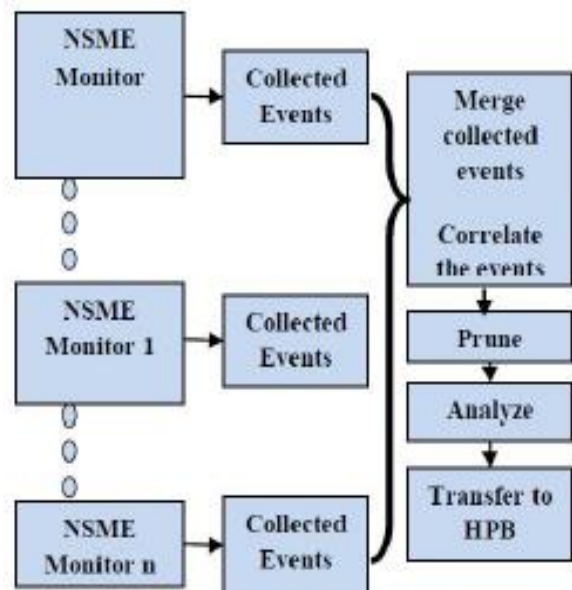 NSME
Monitor
Collected
Events
Merge
collected
events
Correlate
the events
NSME
Monitor 1
Collected
Events
Prune
Analyze
Transfer to
HPB
NSME
Monitor n
Collected
Events